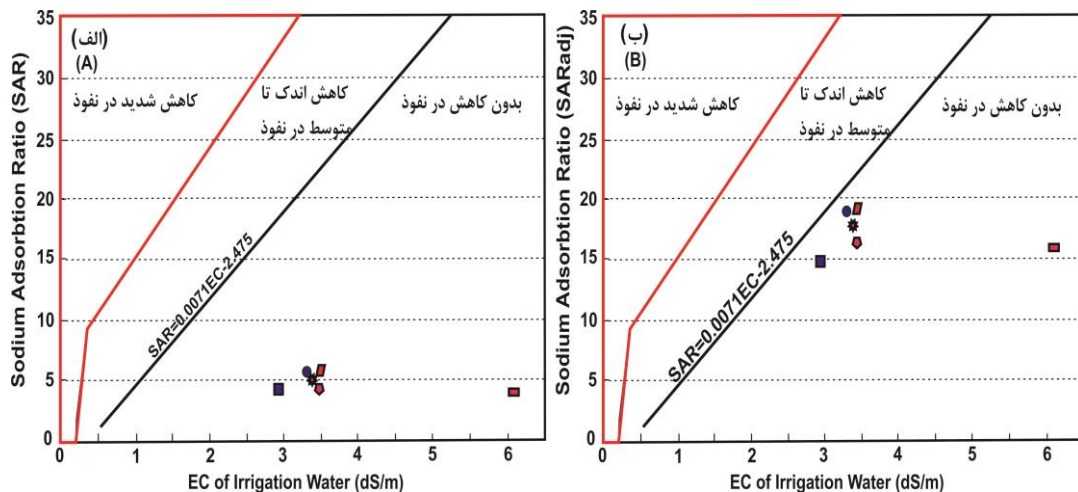 35
30
25
20
15
10
5
0
Sodium Adsorbtion Ratio (SAR)
(الف)
(A)
کاهش شدید در نفوذ
کاهش اندک تا
متوسط در نفوذ
بدون کاهش در نفوذ
SAR=0.0071EC-2.475
0 1 2 3 4 5 6
EC of Irrigation Water (dS/m)
35
30
25
20
15
10
5
0
Sodium Adsorbtion Ratio (SARadj)
(ب)
(B)
کاهش شدید در نفوذ
کاهش اندک تا
متوسط در نفوذ
بدون کاهش در نفوذ
SAR=0.0071EC-2.475
0 1 2 3 4 5 6
EC of Irrigation Water (dS/m)